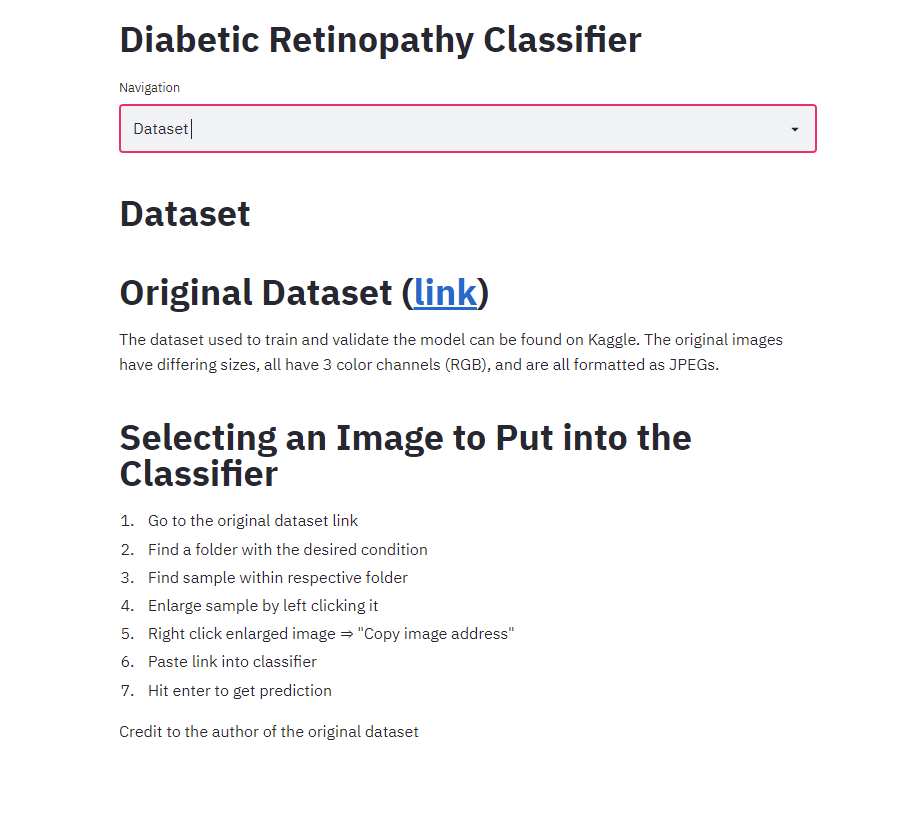 Diabetic Retinopathy Classifier
Navigation
Dataset
Dataset
Original Dataset (link)
The dataset used to train and validate the model can be found on Kaggle. The original images
have differing sizes, all have 3 color channels (RGB), and are all formatted as JPEGs.
Selecting an Image to Put into the
Classifier
1. Go to the original dataset link
2. Find a folder with the desired condition
3. Find sample within respective folder
4. Enlarge sample by left clicking it
5. Right click enlarged image ⇒ "Copy image address"
6. Paste link into classifier
7. Hit enter to get prediction
Credit to the author of the original dataset